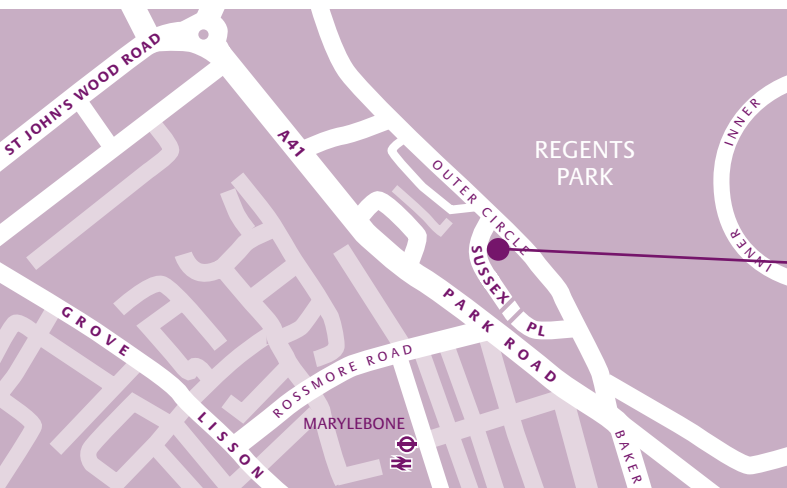 ST JOHN'S WOOD ROAD
A41
REGENTS
PARK
INNER
OUTER CIRCLE
INNER
SUSSEX PL
PARK ROAD
GROVE
LISSON
ROSSMORE ROAD
MARYLEBONE
BAKER